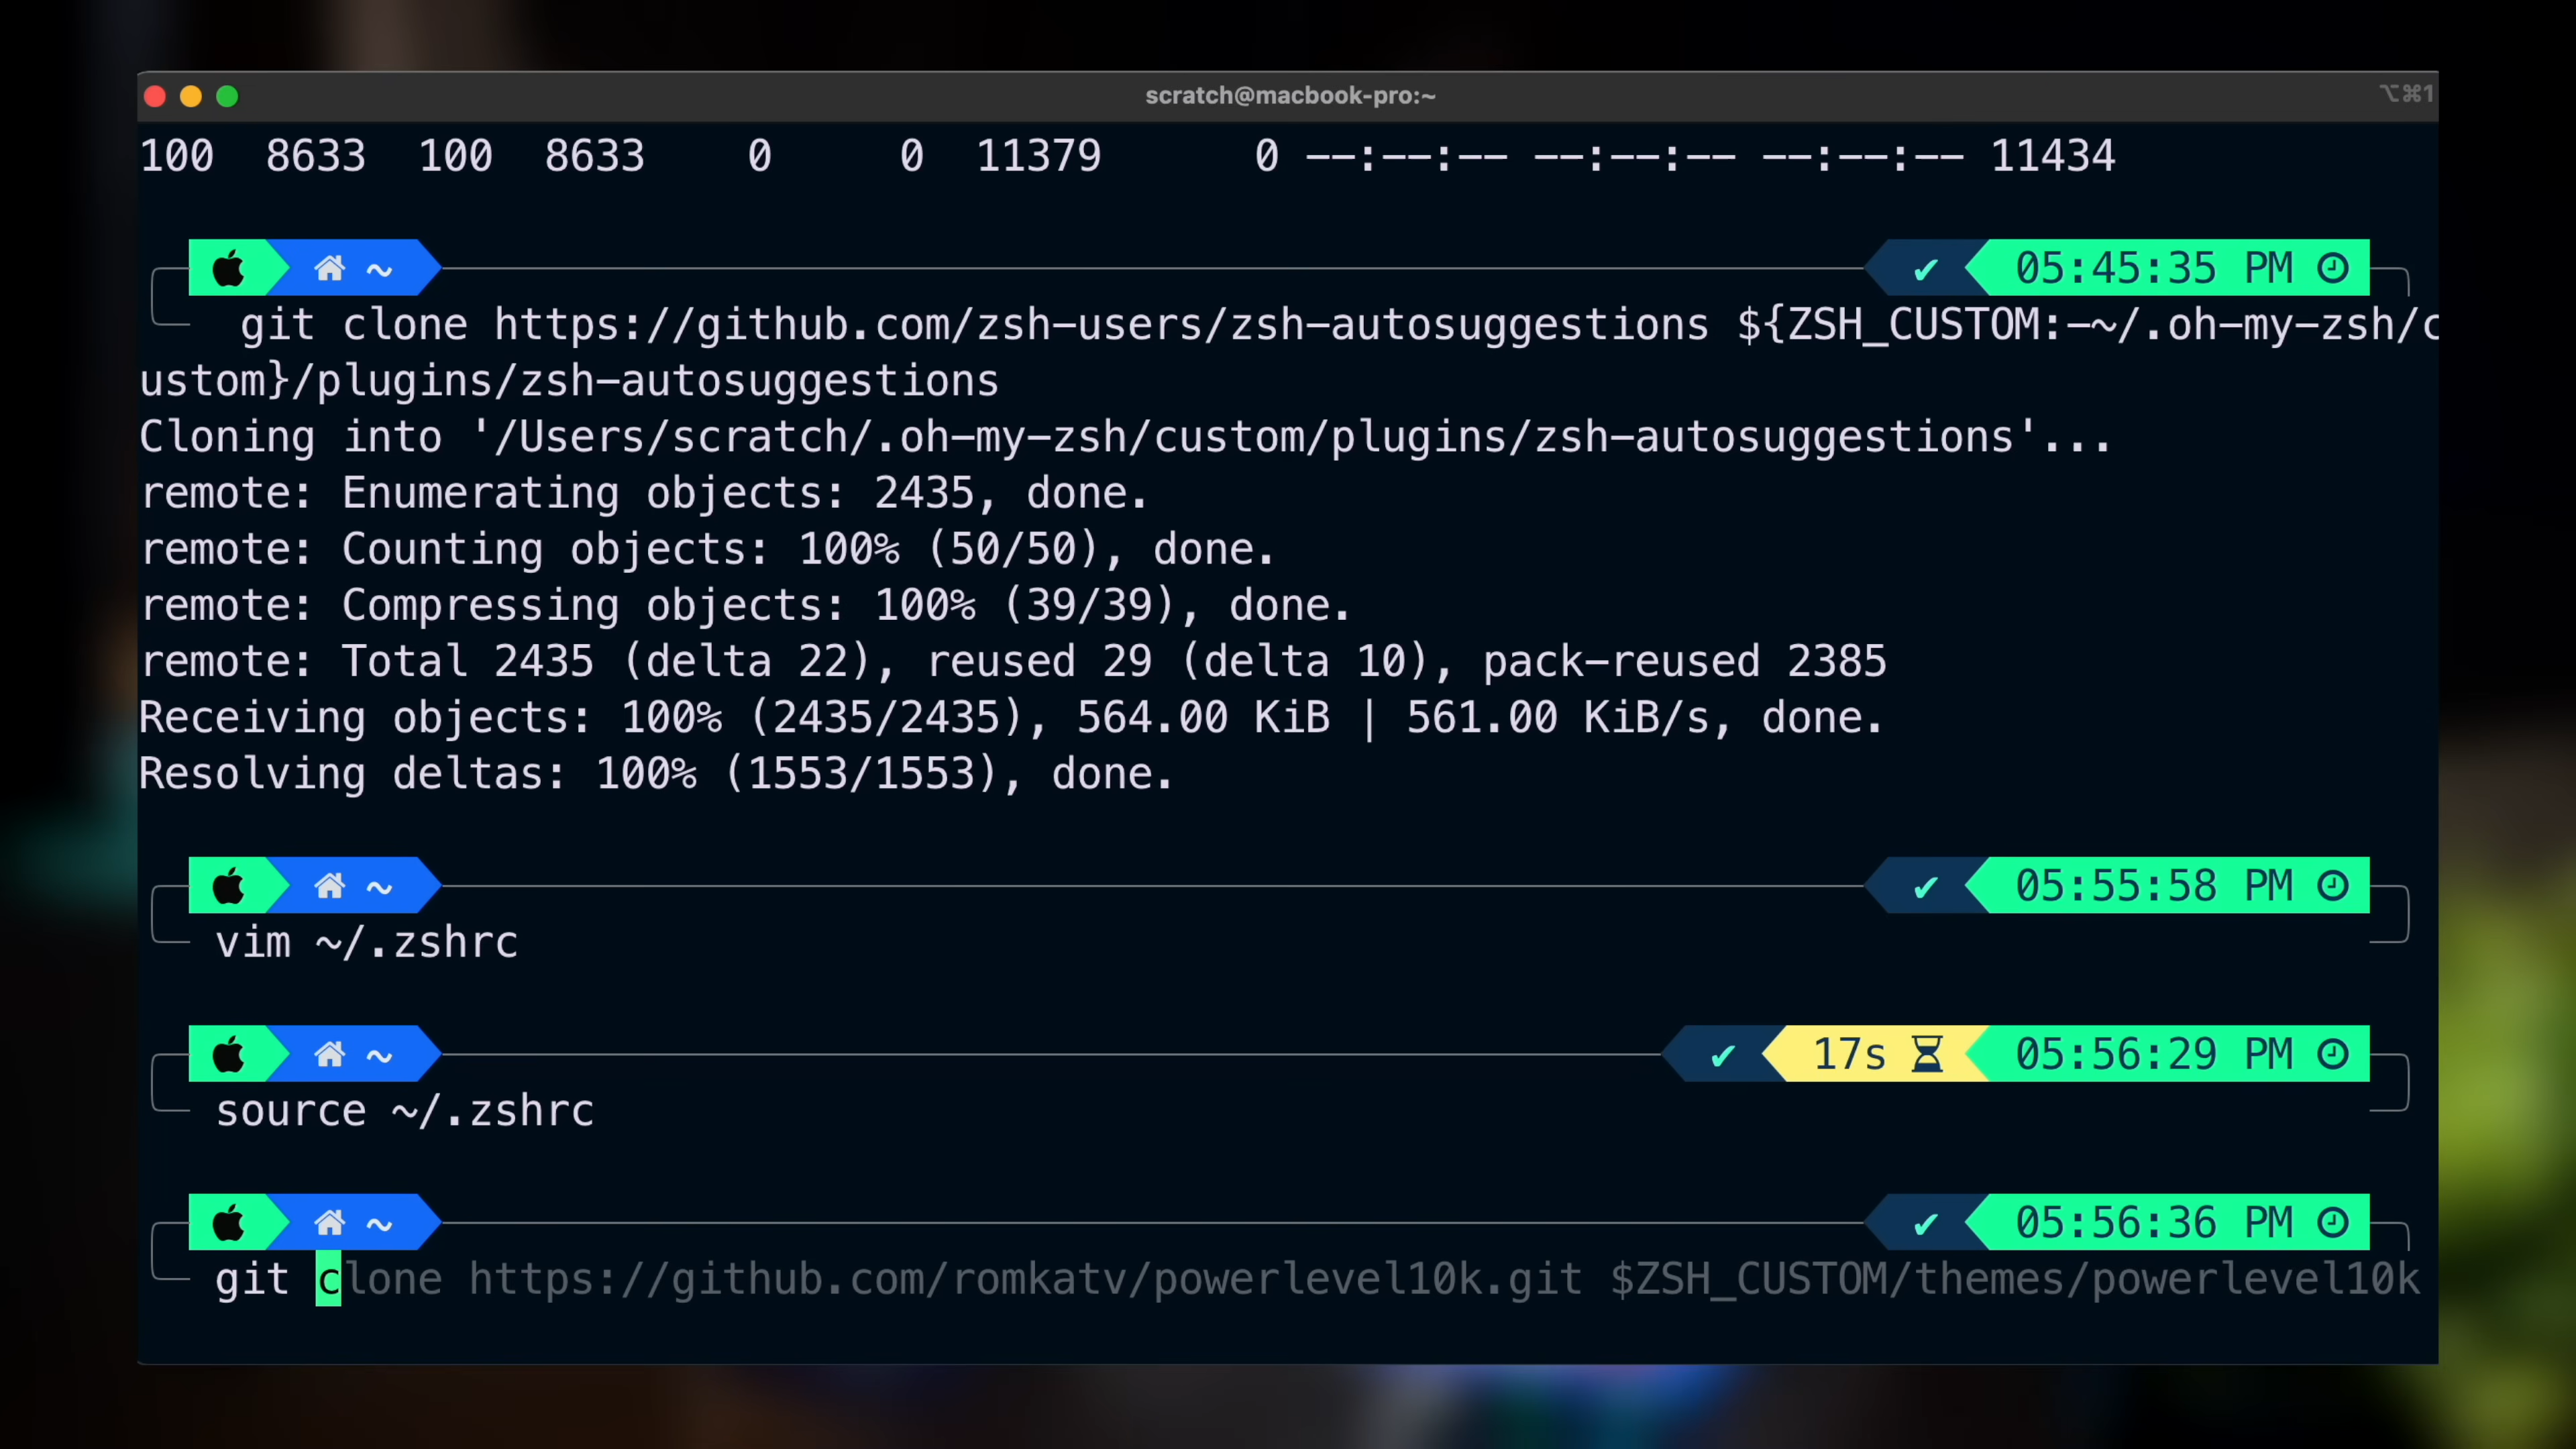 scratch@macbook-pro:~ ⌥⌘1
100 8633 100 8633 0 0 11379 0 --:--:-- --:--:-- --:--:-- 11434
~ ✔ 05:45:35 PM
git clone https://github.com/zsh-users/zsh-autosuggestions ${ZSH_CUSTOM:-~/.oh-my-zsh/c
ustom}/plugins/zsh-autosuggestions
Cloning into '/Users/scratch/.oh-my-zsh/custom/plugins/zsh-autosuggestions'...
remote: Enumerating objects: 2435, done.
remote: Counting objects: 100% (50/50), done.
remote: Compressing objects: 100% (39/39), done.
remote: Total 2435 (delta 22), reused 29 (delta 10), pack-reused 2385
Receiving objects: 100% (2435/2435), 564.00 KiB | 561.00 KiB/s, done.
Resolving deltas: 100% (1553/1553), done.
~ ✔ 05:55:58 PM
vim ~/.zshrc
~ ✔ 17s 05:56:29 PM
source ~/.zshrc
~ ✔ 05:56:36 PM
git clone https://github.com/romkatv/powerlevel10k.git $ZSH_CUSTOM/themes/powerlevel10k